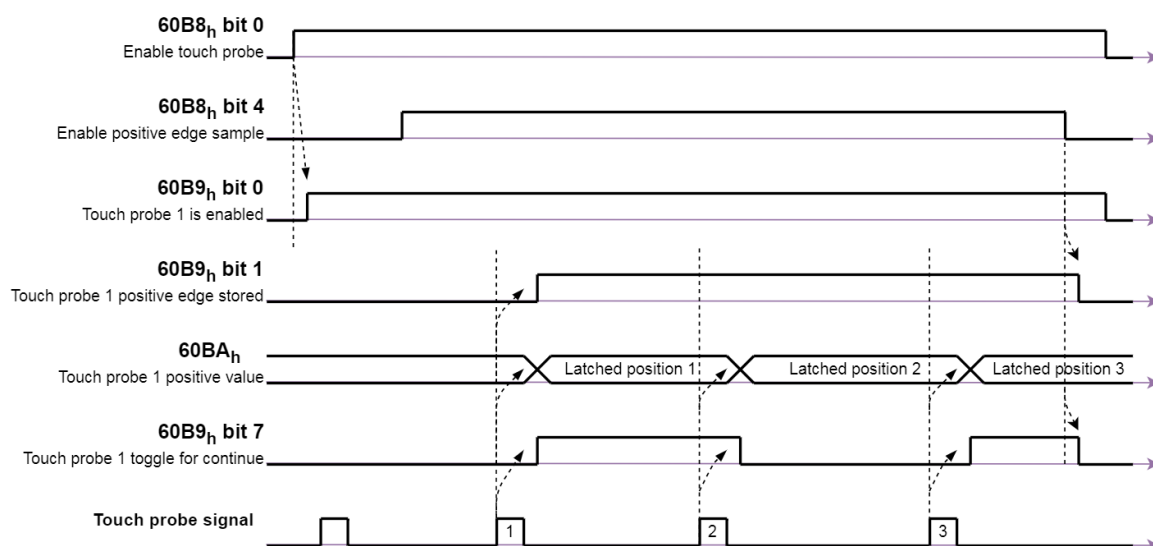 60B8h bit 0
Enable touch probe
60B8h bit 4
Enable positive edge sample
60B9h bit 0
Touch probe 1 is enabled
60B9h bit 1
Touch probe 1 positive edge stored
60BAh
Touch probe 1 positive value
Latched position 1
Latched position 2
Latched position 3
60B9h bit 7
Touch probe 1 toggle for continue
Touch probe signal
1
2
3